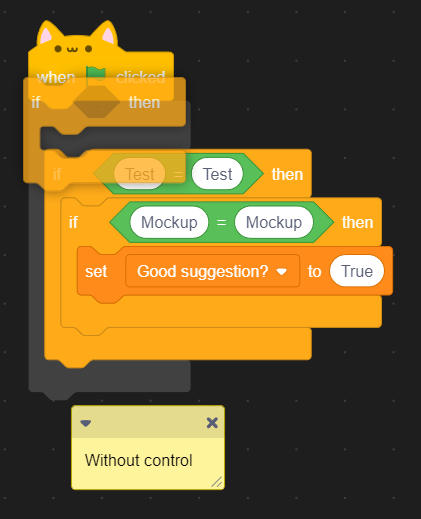 when clicked
if then
if Test = Test then
if Mockup = Mockup then
set Good suggestion? to True
Without control